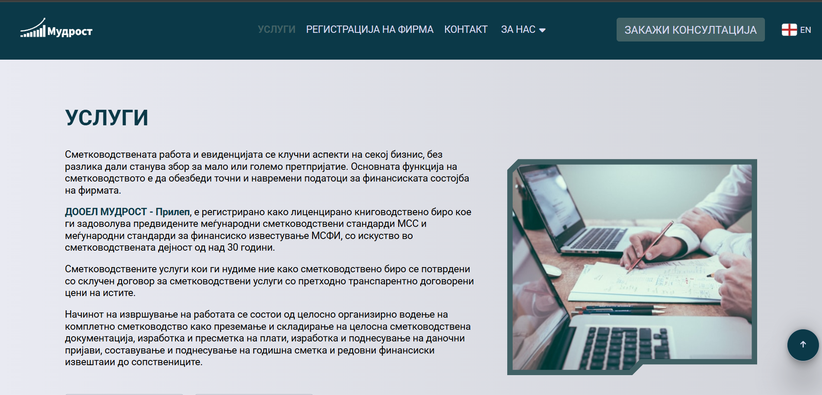 Мудрост
УСЛУГИ
РЕГИСТРАЦИЈА НА ФИРМА
КОНТАКТ
ЗА НАС
ЗАКАЖИ КОНСУЛТАЦИЈА
EN
УСЛУГИ
Сметководствената работа и евиденцијата се клучни аспекти на секој бизнис, без
разлика дали станува збор за мало или големо претпријатие. Основната функција на
сметководството е да обезбеди точни и навремени податоци за финансиската состојба
на фирмата.
ДООЕЛ МУДРОСТ - Прилеп, е регистрирано како лиценцирано книговодствено биро кое
ги задоволува предвидените меѓународни сметководствени стандарди МСС и
меѓународни стандарди за финансиско известување МСФИ, со искуство во
сметководствената дејност од над 30 години.
Сметководствените услуги кои ги нудиме ние како сметководствено биро се потврдени
со склучен договор за сметководствени услуги со претходно транспарентно договорени
цени на истите.
Начинот на извршување на работата се состои од целосно организирно водење на
комплетно сметководство како преземање и складирање на целосна сметководствена
документација, изработка и пресметка на плати, изработка и поднесување на даночни
пријави, составување и поднесување на годишна сметка и редовни финансиски
извештаи до сопствениците.